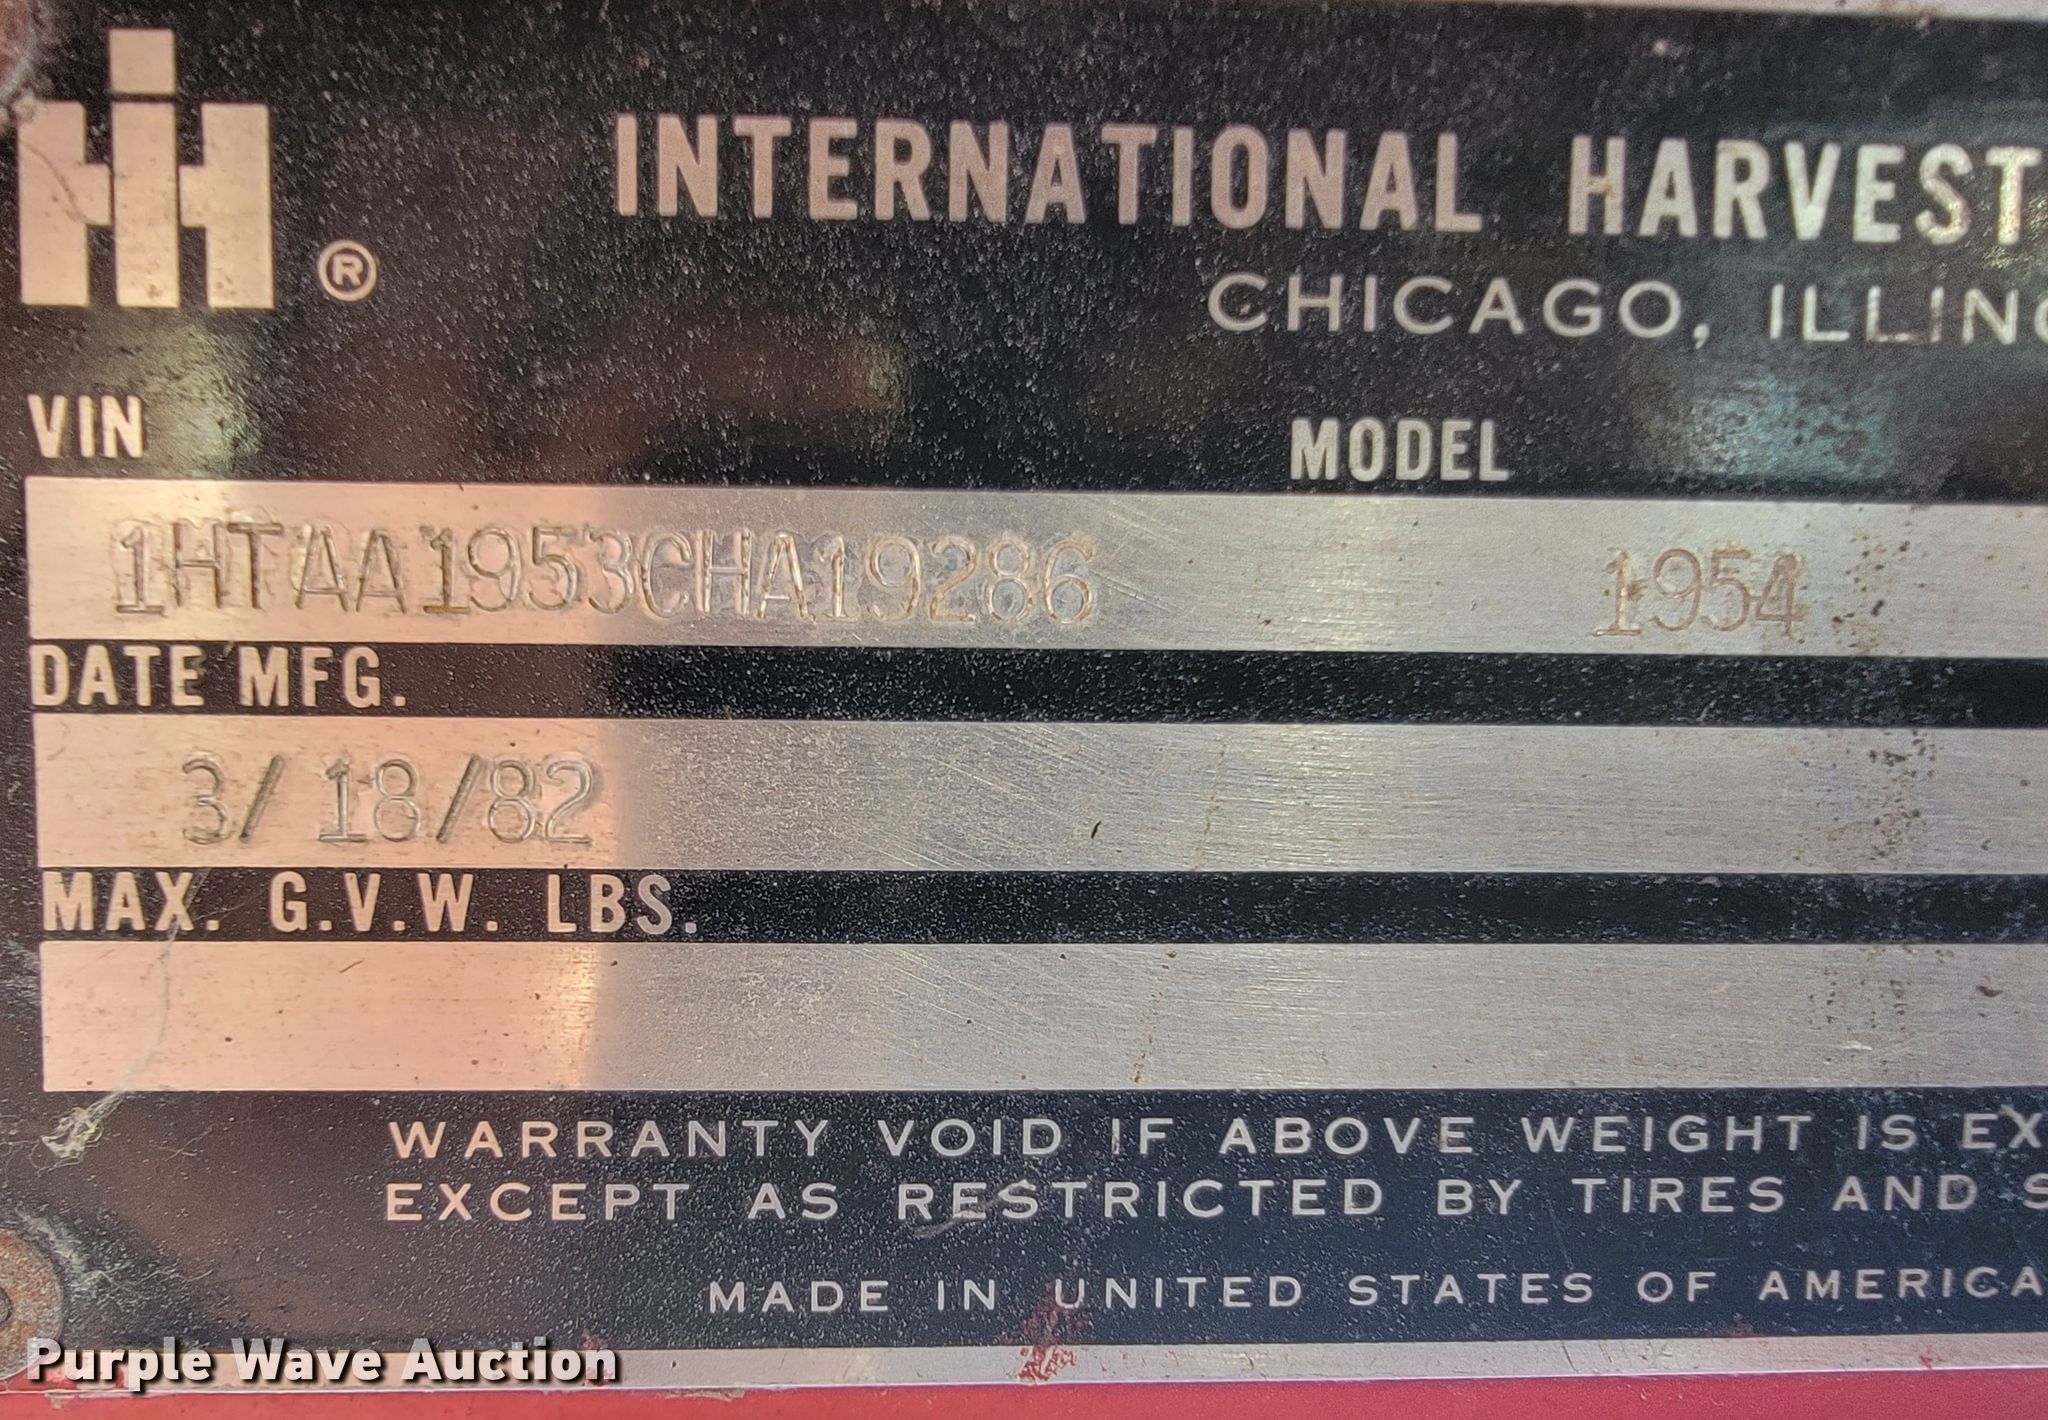 IH ®
INTERNATIONAL HARVEST
CHICAGO, ILLINO
VIN MODEL
1HTAA1953CHA19286 1954
DATE MFG.
3/18/82
MAX. G.V.W. LBS.
WARRANTY VOID IF ABOVE WEIGHT IS EX
EXCEPT AS RESTRICTED BY TIRES AND S
MADE IN UNITED STATES OF AMERICA
Purple Wave Auction